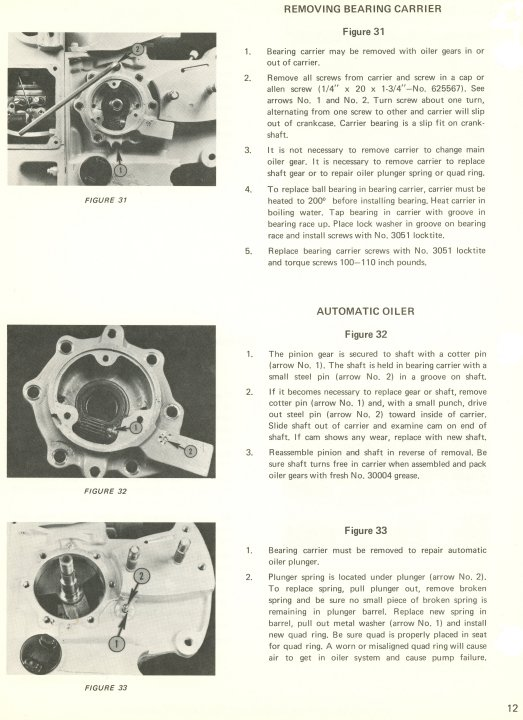 REMOVING BEARING CARRIER
Figure 31
1. Bearing carrier may be removed with oiler gears in or
out of carrier.
2. Remove all screws from carrier and screw in a cap or
allen screw (1/4" x 20 x 1-3/4"—No. 625567). See
arrows No. 1 and No. 2. Turn screw about one turn,
alternating from one screw to other and carrier will slip
out of crankcase. Carrier bearing is a slip fit on crank-
shaft.
3. It is not necessary to remove carrier to change main
oiler gear. It is necessary to remove carrier to replace
shaft gear or to repair oiler plunger spring or quad ring.
4. To replace ball bearing in bearing carrier, carrier must be
heated to 200° before installing bearing. Heat carrier in
boiling water. Tap bearing in carrier with groove in
bearing race up. Place lock washer in groove on bearing
race and install screws with No. 3051 locktite.
5. Replace bearing carrier screws with No. 3051 locktite
and torque screws 100—110 inch pounds.
2
1
FIGURE 31
AUTOMATIC OILER
Figure 32
1. The pinion gear is secured to shaft with a cotter pin
(arrow No. 1). The shaft is held in bearing carrier with a
small steel pin (arrow No. 2) in a groove on shaft.
2. If it becomes necessary to replace gear or shaft, remove
cotter pin (arrow No. 1) and, with a small punch, drive
out steel pin (arrow No. 2) toward inside of carrier.
Slide shaft out of carrier and examine cam on end of
shaft. If cam shows any wear, replace with new shaft.
3. Reassemble pinion and shaft in reverse of removal. Be
sure shaft turns free in carrier when assembled and pack
oiler gears with fresh No. 30004 grease.
1
2
FIGURE 32
Figure 33
1. Bearing carrier must be removed to repair automatic
oiler plunger.
2. Plunger spring is located under plunger (arrow No. 2).
To replace spring, pull plunger out, remove broken
spring and be sure no small piece of broken spring is
remaining in plunger barrel. Replace new spring in
barrel, pull out metal washer (arrow No. 1) and install
new quad ring. Be sure quad is properly placed in seat
for quad ring. A worn or misaligned quad ring will cause
air to get in oiler system and cause pump failure.
2
1
FIGURE 33
12